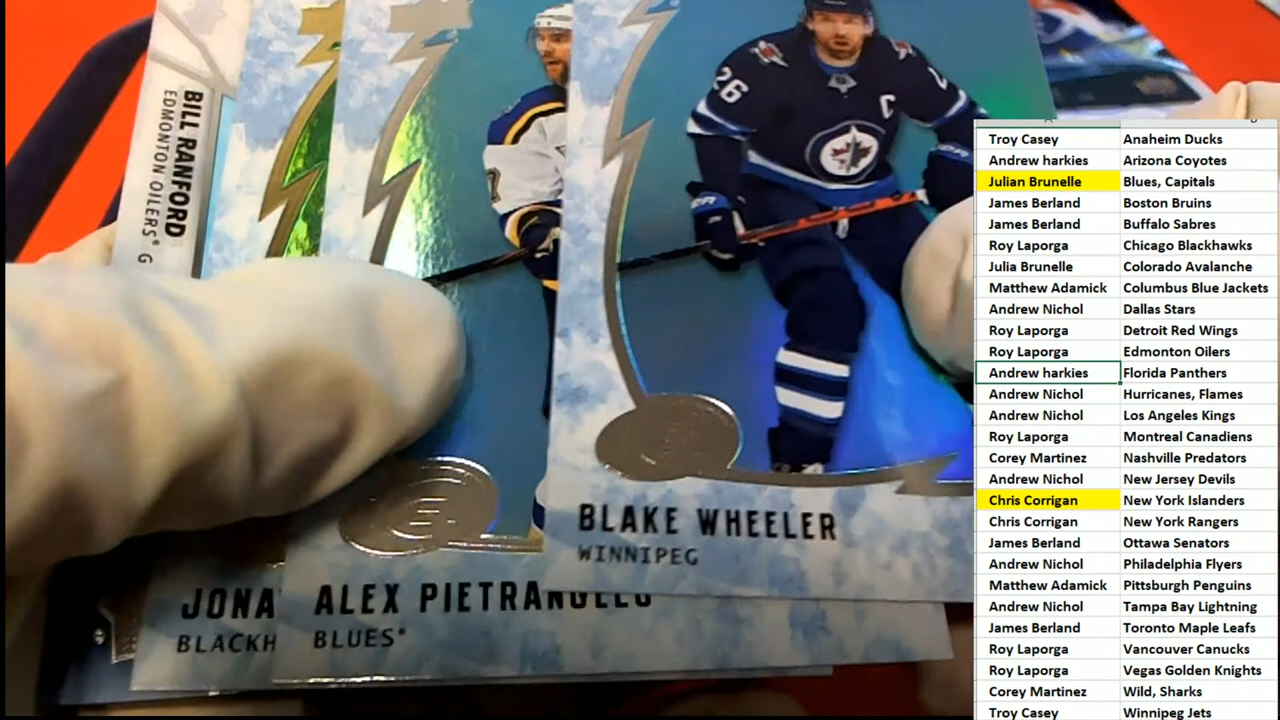 BILL RANFORD
EDMONTON OILERS® G
26
C
BLAKE WHEELER
WINNIPEG
ALEX PIETRANGELO
BLUES®
JONA
BLACKH
Troy Casey Anaheim Ducks
Andrew harkies Arizona Coyotes
Julian Brunelle Blues, Capitals
James Berland Boston Bruins
James Berland Buffalo Sabres
Roy Laporga Chicago Blackhawks
Julia Brunelle Colorado Avalanche
Matthew Adamick Columbus Blue Jackets
Andrew Nichol Dallas Stars
Roy Laporga Detroit Red Wings
Roy Laporga Edmonton Oilers
Andrew harkies Florida Panthers
Andrew Nichol Hurricanes, Flames
Andrew Nichol Los Angeles Kings
Roy Laporga Montreal Canadiens
Corey Martinez Nashville Predators
Andrew Nichol New Jersey Devils
Chris Corrigan New York Islanders
Chris Corrigan New York Rangers
James Berland Ottawa Senators
Andrew Nichol Philadelphia Flyers
Matthew Adamick Pittsburgh Penguins
Andrew Nichol Tampa Bay Lightning
James Berland Toronto Maple Leafs
Roy Laporga Vancouver Canucks
Roy Laporga Vegas Golden Knights
Corey Martinez Wild, Sharks
Troy Casey Winnipeg Jets